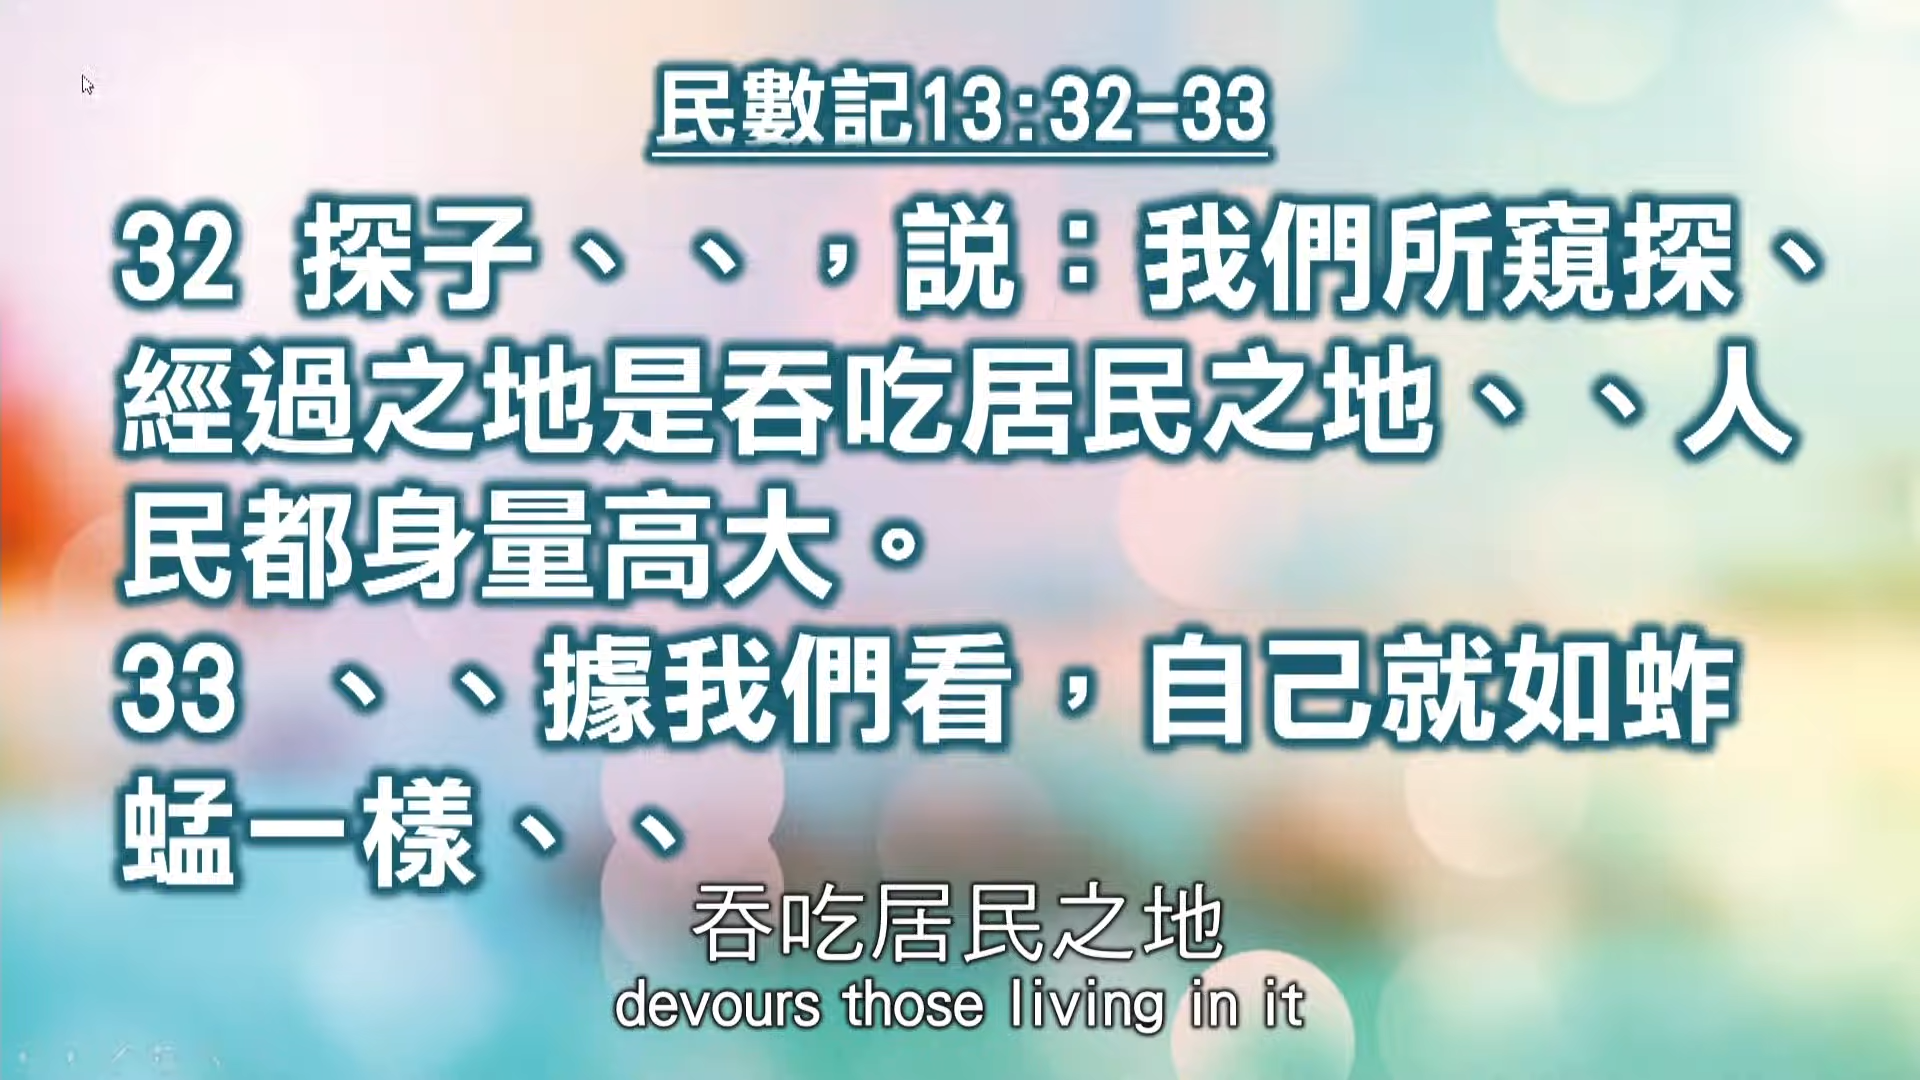 民數記13:32-33
32 探子、、，説：我們所窺探、
經過之地是吞吃居民之地、、人
民都身量高大。
33 、、據我們看，自己就如蚱
蜢一樣、、
吞吃居民之地
devours those living in it